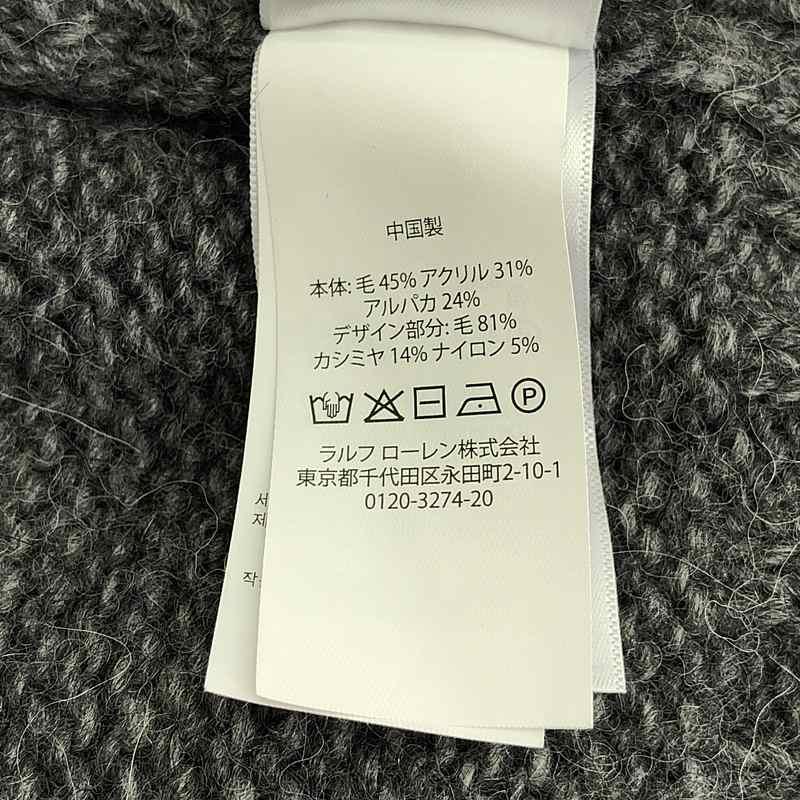 中国製
本体: 毛 45% アクリル 31%
アルパカ 24%
デザイン部分: 毛 81%
カシミヤ 14% ナイロン 5%
P
ラルフ ローレン株式会社
東京都千代田区永田町2-10-1
0120-3274-20
제